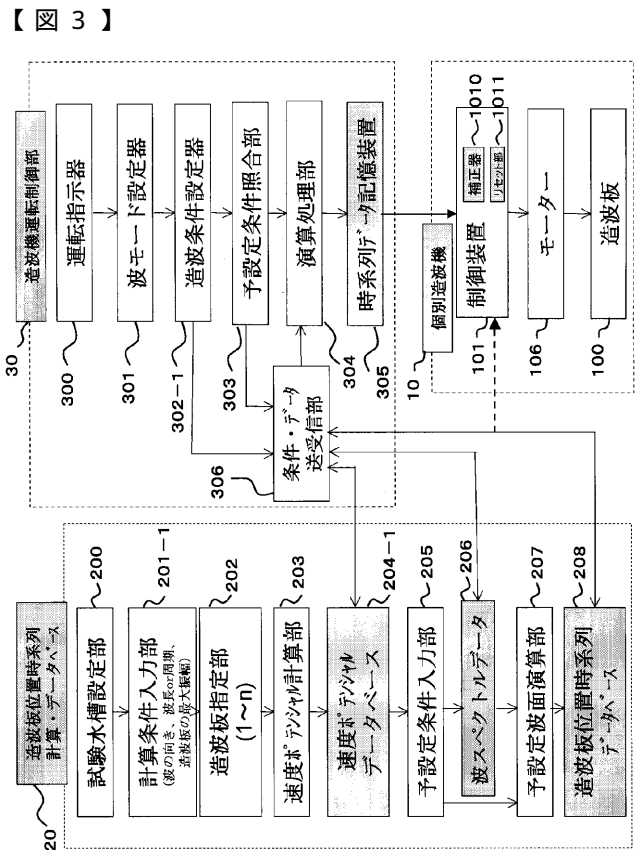 【図３】
造波機運転制御部
30
運転指示器
300
波モード設定器
301
造波条件設定器
302-1
予設定条件照合部
303
演算処理部
304
時系列データ記憶装置
305
条件・データ
送受信部
306
個別造波機
10
制御装置
101
補正器
1010
リセット部
1011
モーター
106
造波板
100
造波板位置時系列
計算・データベース
20
試験水槽設定部
200
計算条件入力部
(波の向き、波長or周期、
造波板の最大振幅)
201-1
造波板指定部
(1～n)
202
速度ポテンシャル計算部
203
速度ポテンシャル
データベース
204-1
予設定条件入力部
205
波スペクトルデータ
206
予設定波面演算部
207
造波板位置時系列
データベース
208